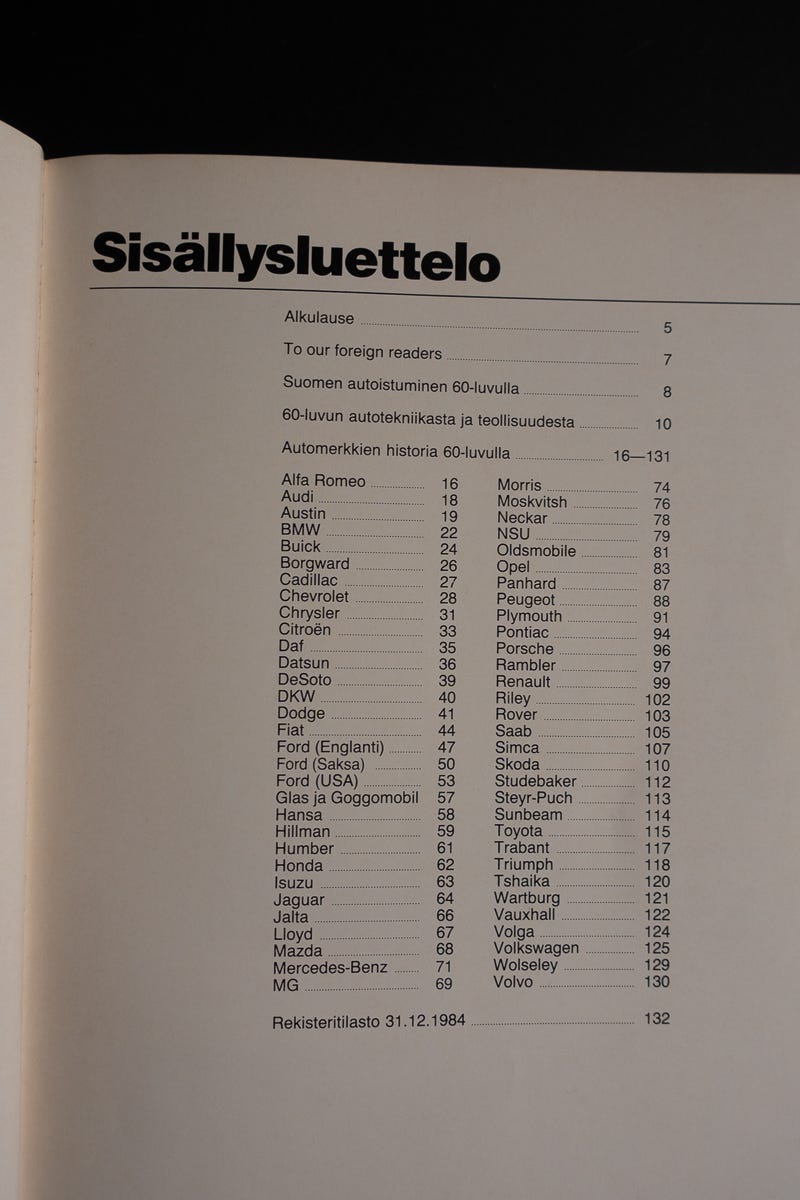 Sisällysluettelo
Alkulause 5
To our foreign readers 7
Suomen autoistuminen 60-luvulla 8
60-luvun autotekniikasta ja teollisuudesta 10
Automerkkien historia 60-luvulla 16—131
Alfa Romeo 16
Audi 18
Austin 19
BMW 22
Buick 24
Borgward 26
Cadillac 27
Chevrolet 28
Chrysler 31
Citroën 33
Daf 35
Datsun 36
DeSoto 39
DKW 40
Dodge 41
Fiat 44
Ford (Englanti) 47
Ford (Saksa) 50
Ford (USA) 53
Glas ja Goggomobil 57
Hansa 58
Hillman 59
Humber 61
Honda 62
Isuzu 63
Jaguar 64
Jalta 66
Lloyd 67
Mazda 68
Mercedes-Benz 71
MG 69
Morris 74
Moskvitsh 76
Neckar 78
NSU 79
Oldsmobile 81
Opel 83
Panhard 87
Peugeot 88
Plymouth 91
Pontiac 94
Porsche 96
Rambler 97
Renault 99
Riley 102
Rover 103
Saab 105
Simca 107
Skoda 110
Studebaker 112
Steyr-Puch 113
Sunbeam 114
Toyota 115
Trabant 117
Triumph 118
Tshaika 120
Wartburg 121
Vauxhall 122
Volga 124
Volkswagen 125
Wolseley 129
Volvo 130
Rekisteritilasto 31.12.1984 132